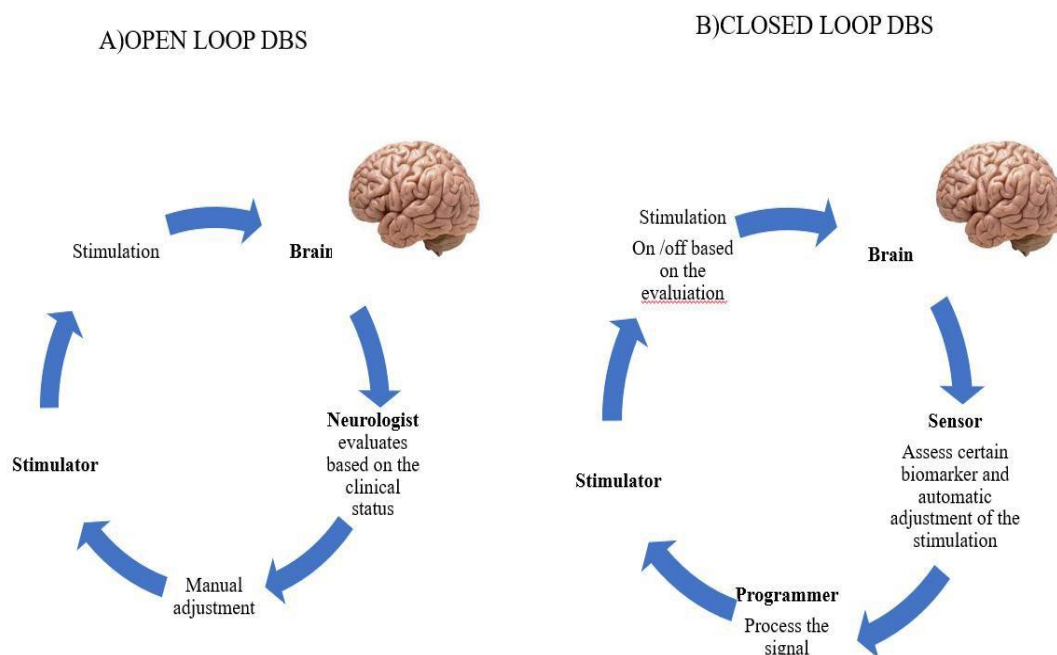 A)OPEN LOOP DBS
Stimulation
Brain
Neurologist
evaluates
based on the
clinical
status
Manual
adjustment
Stimulator
B)CLOSED LOOP DBS
Stimulation
On /off based
on the
evaluiation
Brain
Sensor
Assess certain
biomarker and
automatic
adjustment of the
stimulation
Programmer
Process the
signal
Stimulator